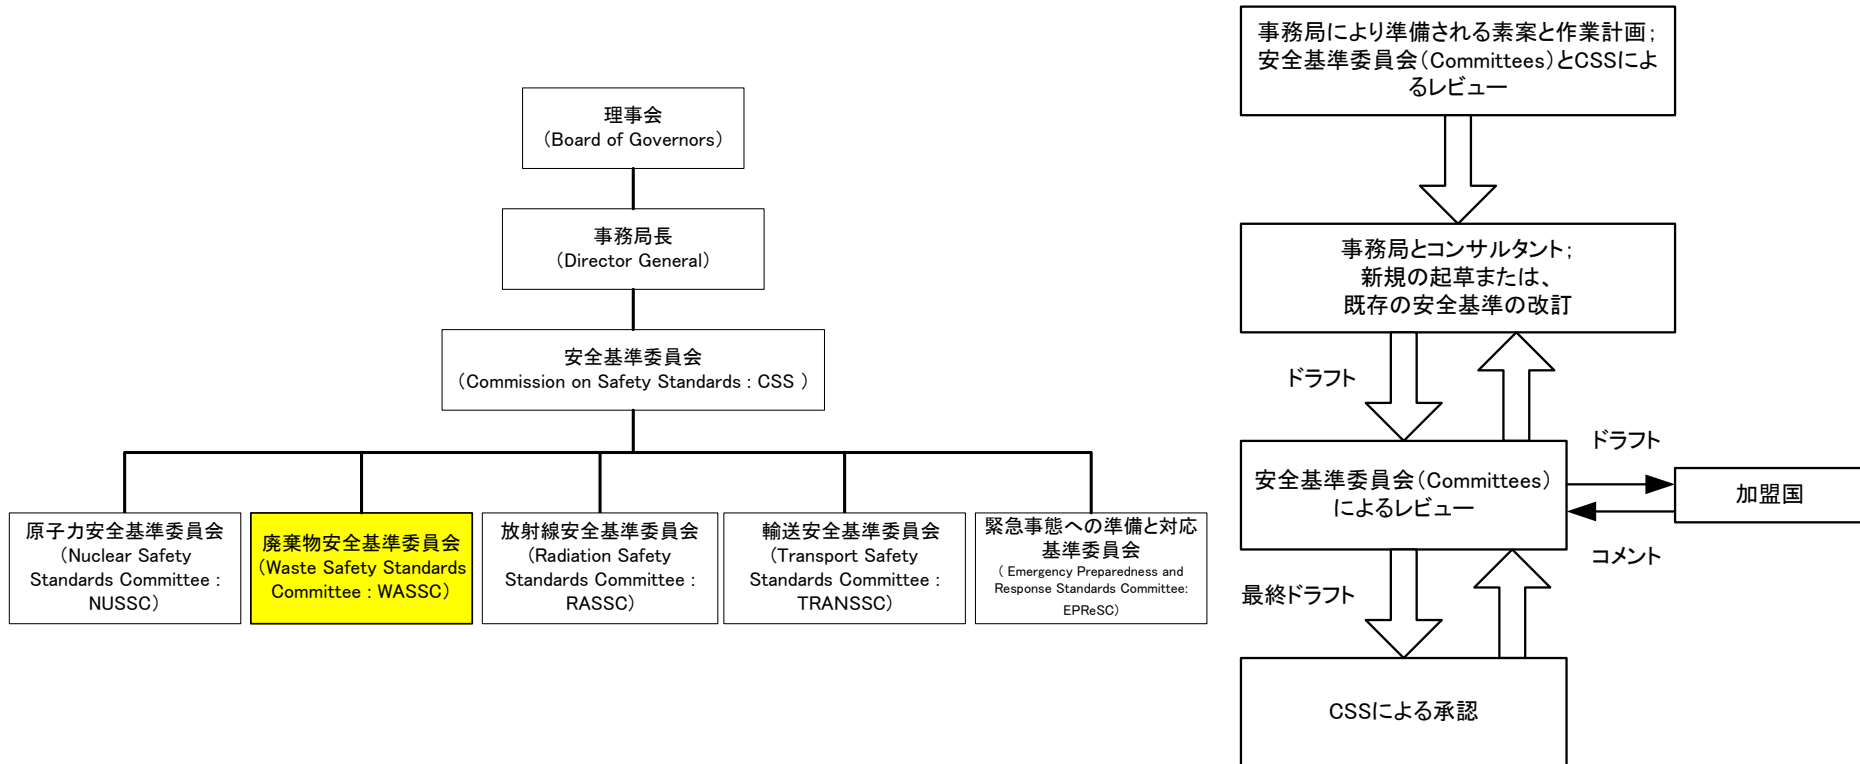 理事会
（Board of Governors）
事務局長
（Director General）
安全基準委員会
（Commission on Safety Standards : CSS ）
原子力安全基準委員会
（Nuclear Safety
Standards Committee :
NUSSC）
廃棄物安全基準委員会
（Waste Safety Standards
Committee : WASSC）
放射線安全基準委員会
（Radiation Safety
Standards Committee :
RASSC）
輸送安全基準委員会
（Transport Safety
Standards Committee :
TRANSSC）
緊急事態への準備と対応
基準委員会
（ Emergency Preparedness and
Response Standards Committee:
EPReSC）
事務局により準備される素案と作業計画；
安全基準委員会（Committees）とCSSによ
るレビュー
事務局とコンサルタント；
新規の起草または、
既存の安全基準の改訂
ドラフト
安全基準委員会（Committees）
によるレビュー
ドラフト
加盟国
コメント
最終ドラフト
CSSによる承認